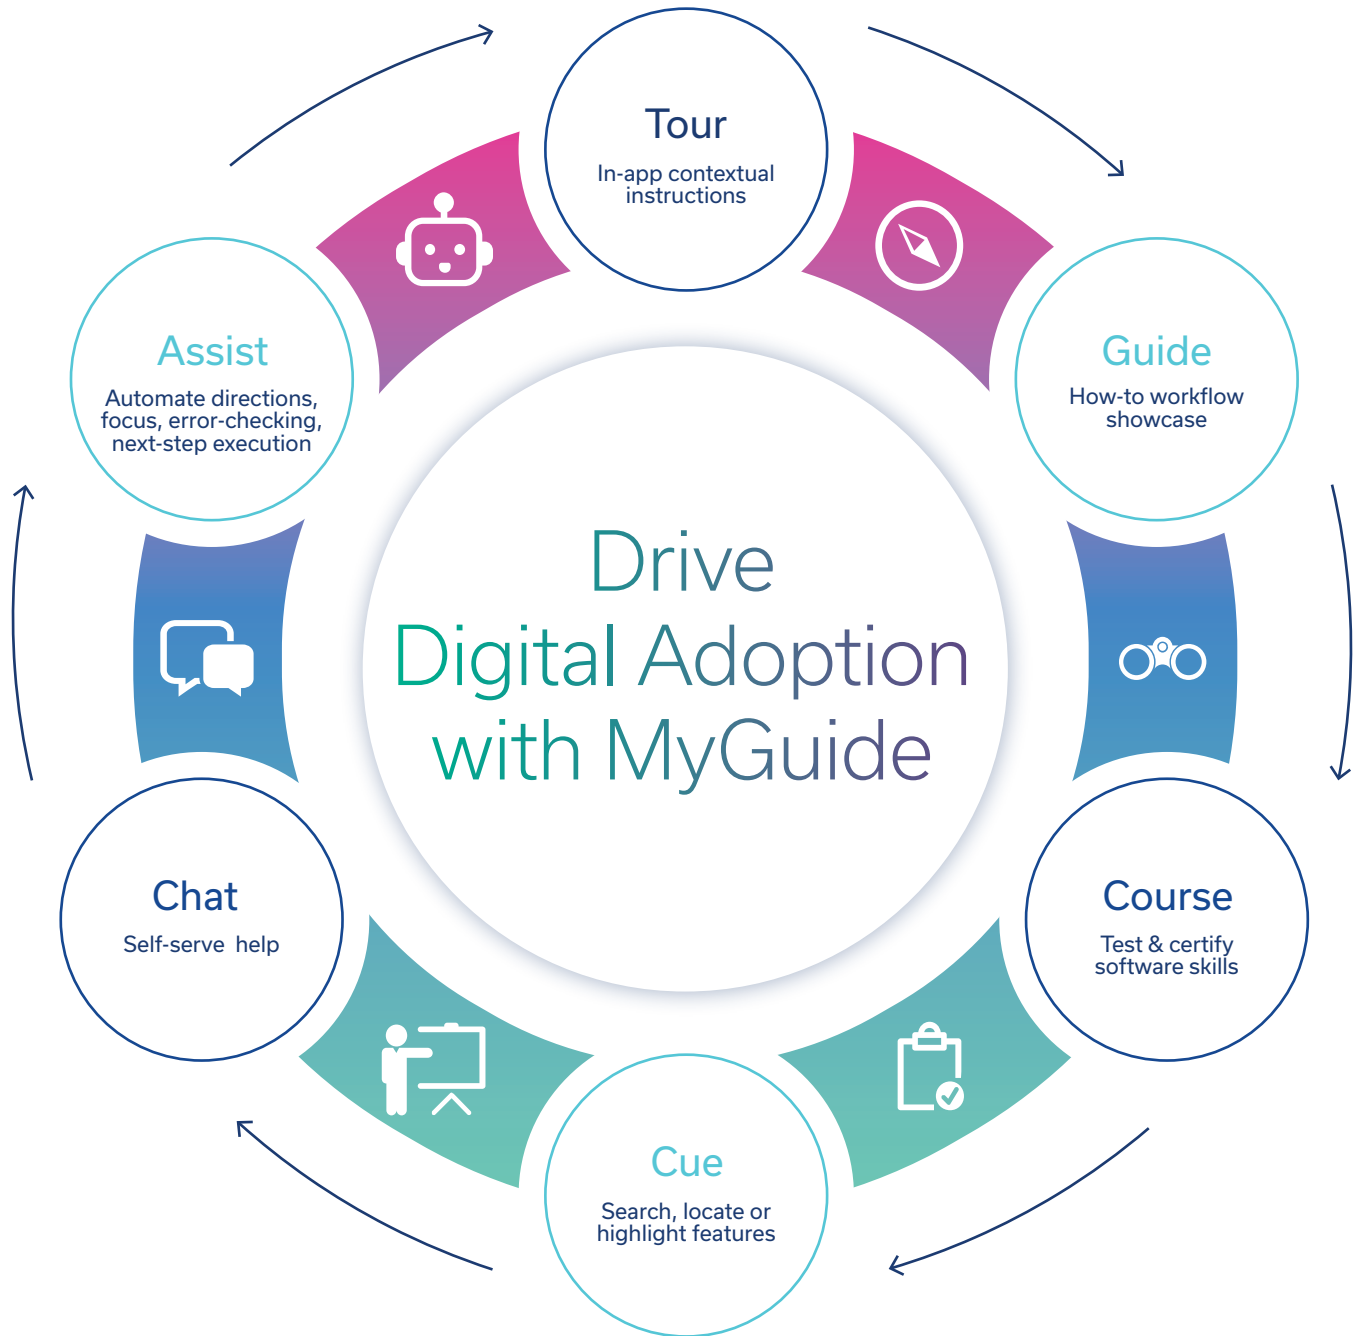 Tour
In-app contextual
instructions
Guide
How-to workflow
showcase
Course
Test & certify
software skills
Cue
Search, locate or
highlight features
Chat
Self-serve help
Assist
Automate directions,
focus, error-checking,
next-step execution
Drive
Digital Adoption
with MyGuide